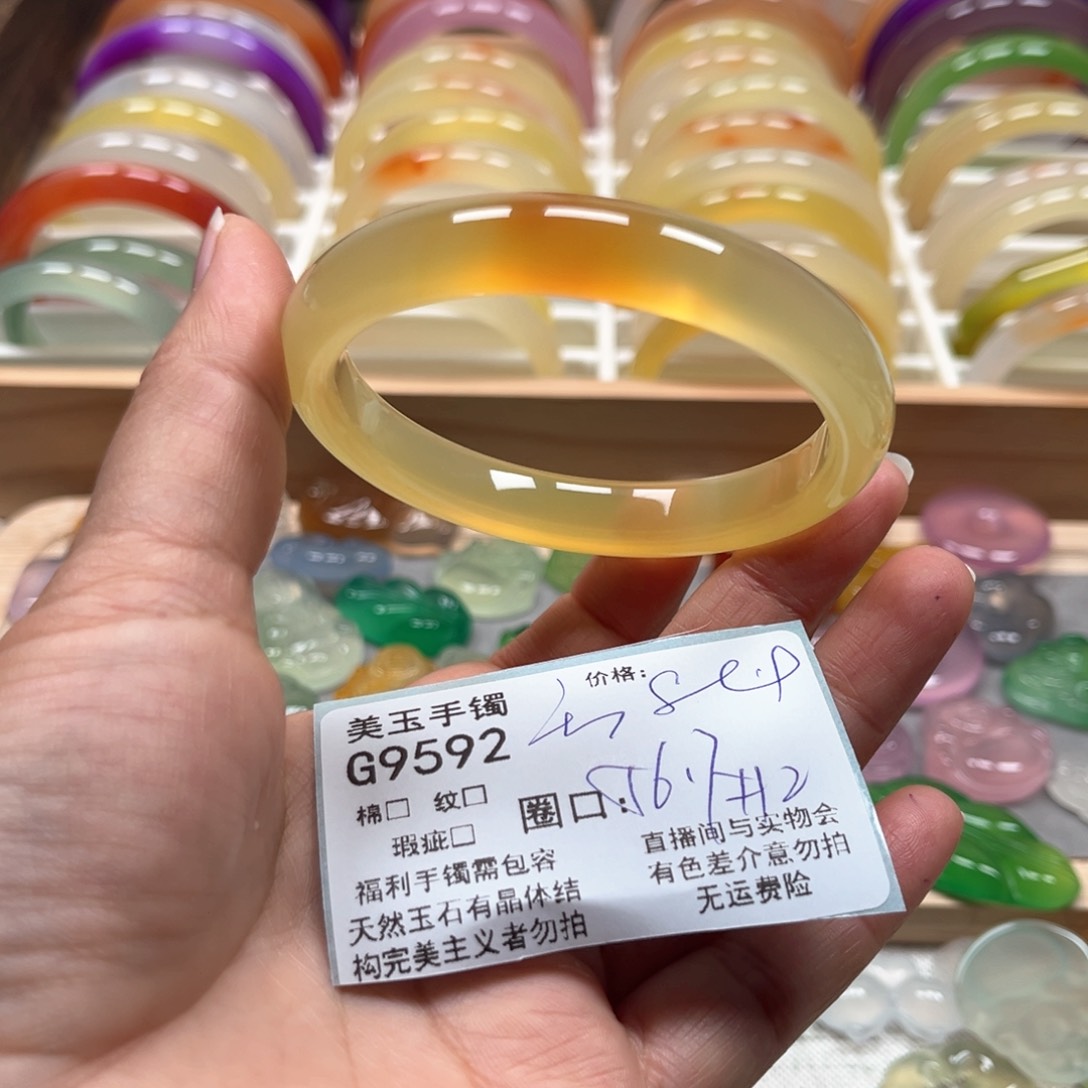 美玉手镯
价格:
G9592
棉□ 纹□
瑕疵□
圈口:
福利手镯需包容
天然玉石有晶体结
构完美主义者勿拍
直播间与实物会
有色差介意勿拍
无运费险